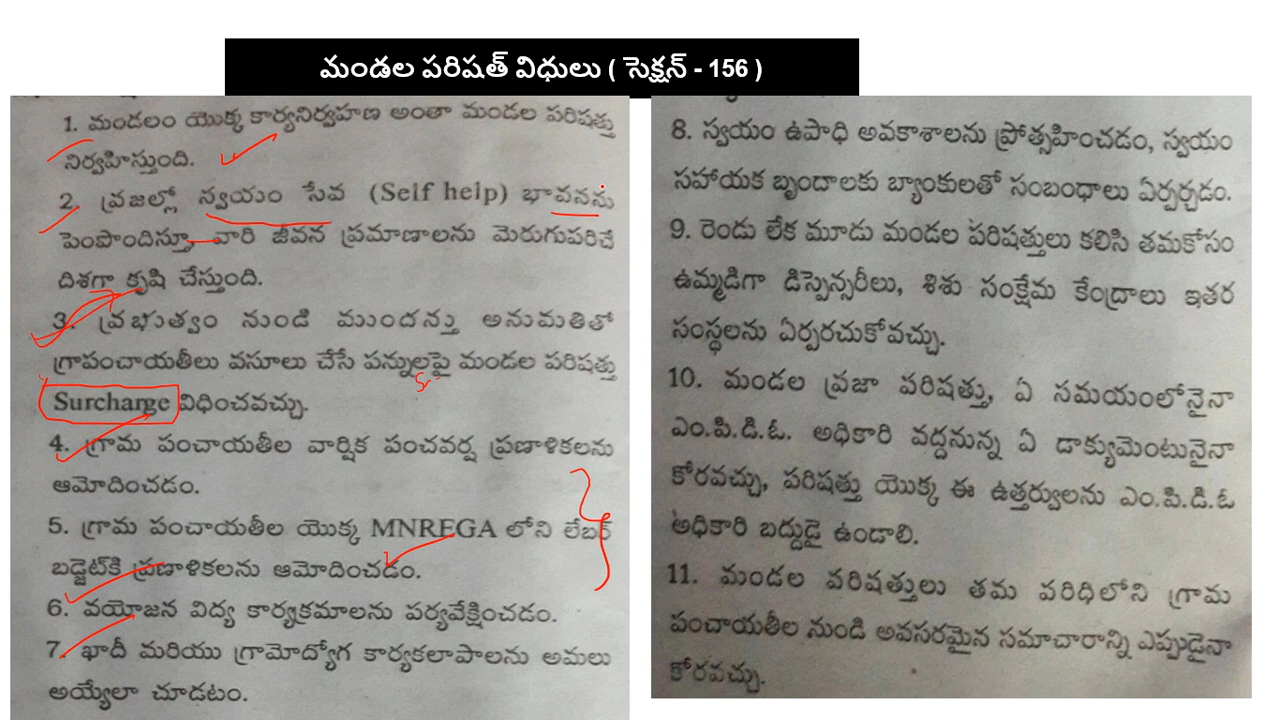 మండల పరిషత్ విధులు ( సెక్షన్ - 156 )
1. మండలం యొక్క కార్యనిర్వహణ అంతా మండల పరిషత్తు
నిర్వహిస్తుంది.
2. ప్రజల్లో స్వయం సేవ (Self help) భావనను
పెంపొందిస్తూ, వారి జీవన ప్రమాణాలను మెరుగుపరిచే
దిశగా కృషి చేస్తుంది.
3. ప్రభుత్వం నుండి ముందస్తు అనుమతితో
గ్రాపంచాయతీలు వసూలు చేసే పన్నులపై మండల పరిషత్తు
Surcharge విధించవచ్చు.
4. గ్రామ పంచాయతీల వార్షిక పంచవర్ష ప్రణాళికలను
ఆమోదించడం.
5. గ్రామ పంచాయతీల యొక్క MNREGA లోని లేబర్
బడ్జెట్‌కి ప్రణాళికలను ఆమోదించడం.
6. వయోజన విద్య కార్యక్రమాలను పర్యవేక్షించడం.
7. ఖాదీ మరియు గ్రామోద్యోగ కార్యకలాపాలను అమలు
అయ్యేలా చూడటం.
8. స్వయం ఉపాధి అవకాశాలను ప్రోత్సహించడం, స్వయం
సహాయక బృందాలకు బ్యాంకులతో సంబంధాలు ఏర్పర్చడం.
9. రెండు లేక మూడు మండల పరిషత్తులు కలిసి తమకోసం
ఉమ్మడిగా డిస్పెన్సరీలు, శిశు సంక్షేమ కేంద్రాలు ఇతర
సంస్థలను ఏర్పరచుకోవచ్చు.
10. మండల ప్రజా పరిషత్తు, ఏ సమయంలోనైనా
ఎం.పి.డి.ఓ. అధికారి వద్దనున్న ఏ డాక్యుమెంటునైనా
కోరవచ్చు, పరిషత్తు యొక్క ఈ ఉత్తర్వులను ఎం.పి.డి.ఓ
అధికారి బద్దుడై ఉండాలి.
11. మండల పరిషత్తులు తమ పరిధిలోని గ్రామ
పంచాయతీల నుండి అవసరమైన సమాచారాన్ని ఎప్పుడైనా
కోరవచ్చు.